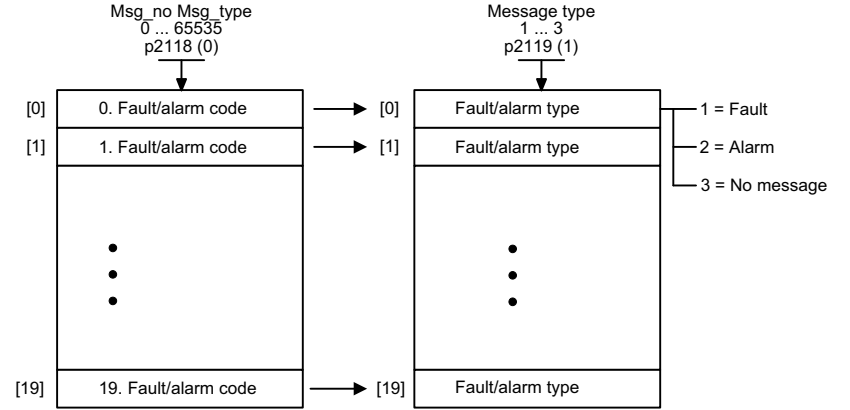 Msg_no Msg_type
0 ... 65535
p2118 (0)
Message type
1 ... 3
p2119 (1)
[0] 0. Fault/alarm code [0] Fault/alarm type 1 = Fault
[1] 1. Fault/alarm code [1] Fault/alarm type 2 = Alarm
3 = No message
[19] 19. Fault/alarm code [19] Fault/alarm type